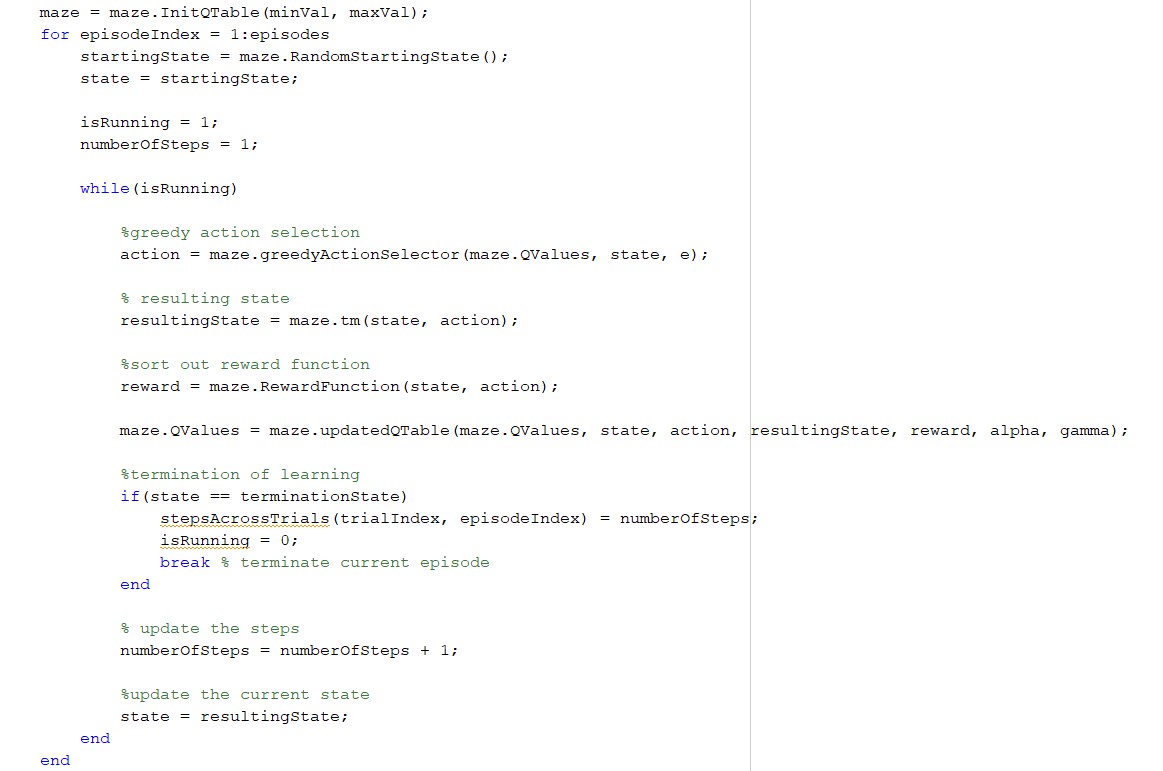 maze = maze.InitQTable(minVal, maxVal);
for episodeIndex = 1:episodes
startingState = maze.RandomStartingState();
state = startingState;
isRunning = 1;
numberOfSteps = 1;
while(isRunning)
%greedy action selection
action = maze.greedyActionSelector(maze.QValues, state, e);
% resulting state
resultingState = maze.tm(state, action);
%sort out reward function
reward = maze.RewardFunction(state, action);
maze.QValues = maze.updatedQTable(maze.QValues, state, action, resultingState, reward, alpha, gamma);
%termination of learning
if(state == terminationState)
stepsAcrossTrials(trialIndex, episodeIndex) = numberOfSteps;
isRunning = 0;
break % terminate current episode
end
% update the steps
numberOfSteps = numberOfSteps + 1;
%update the current state
state = resultingState;
end
end